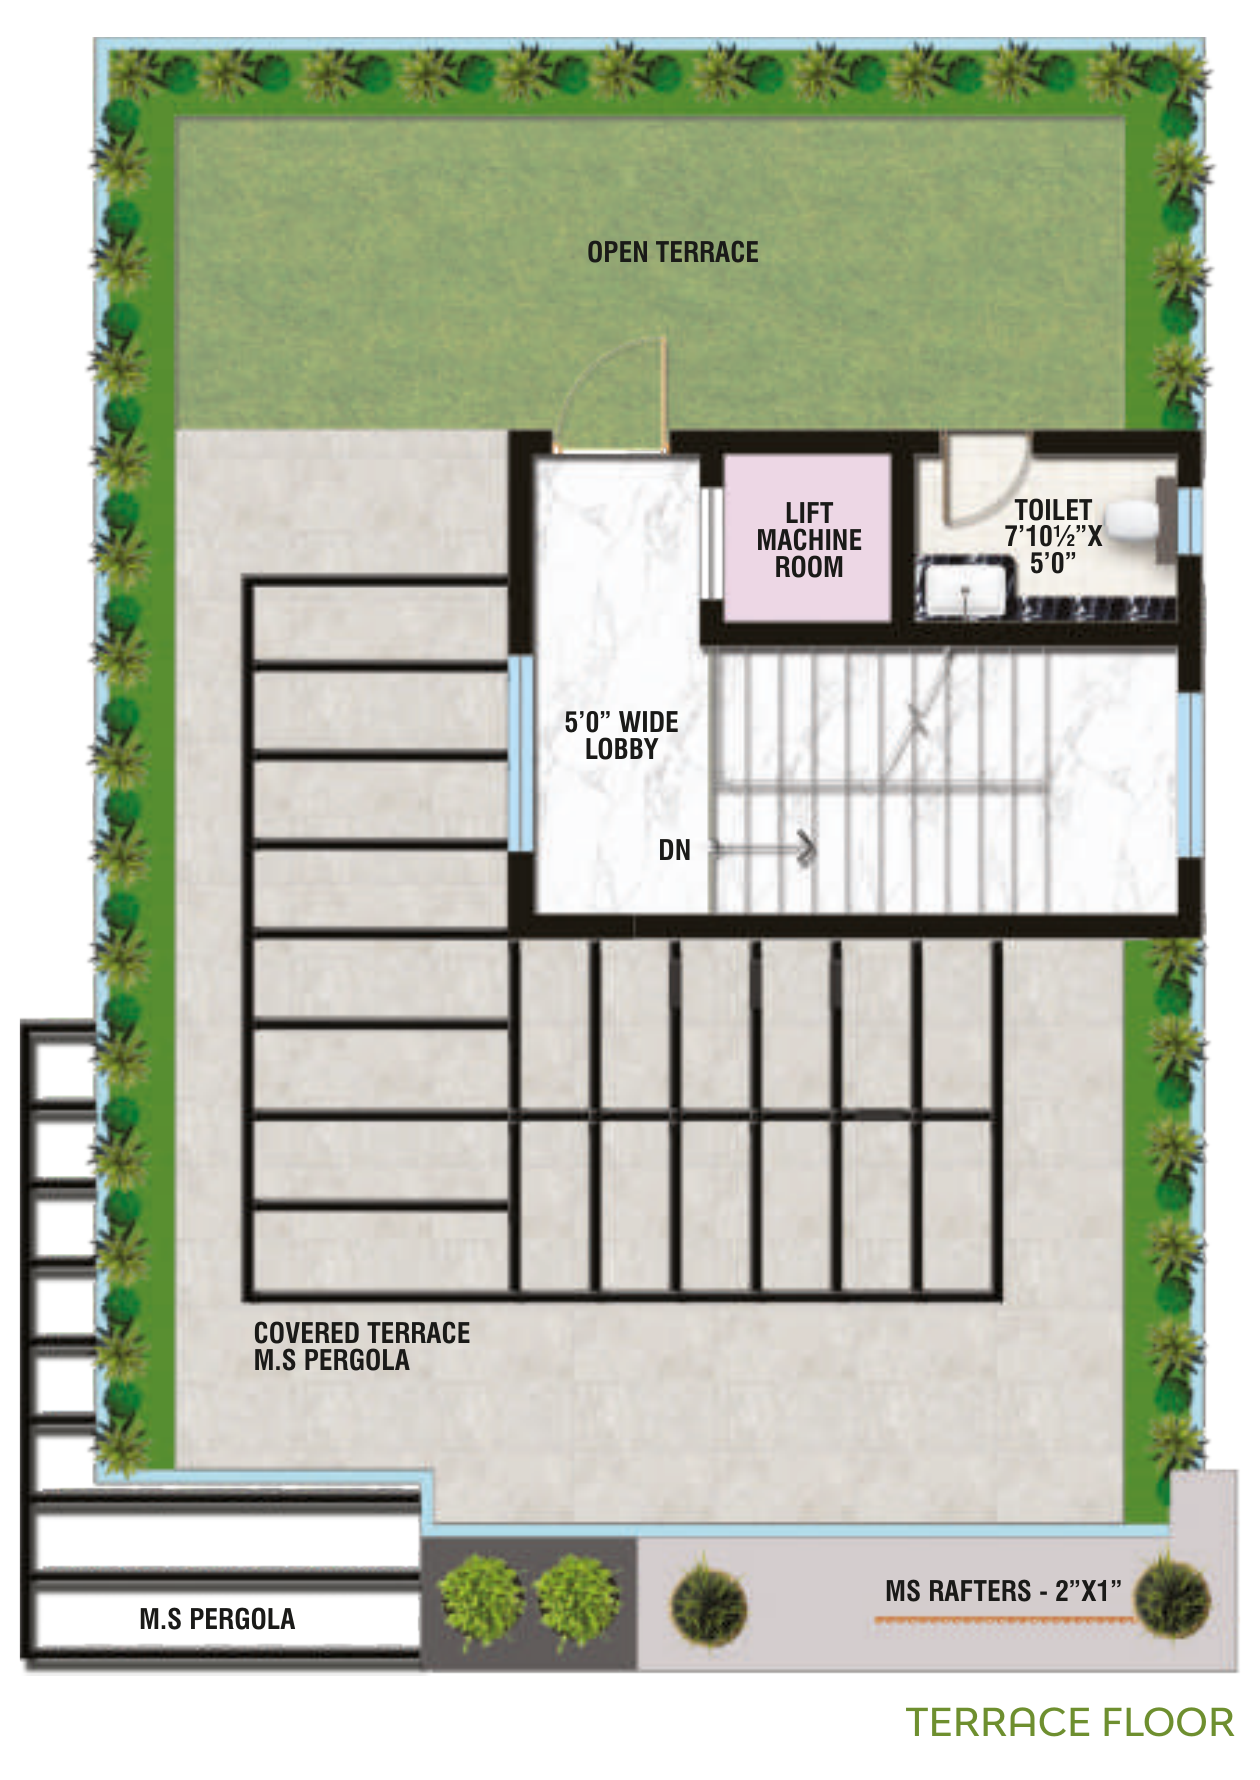 OPEN TERRACE
LIFT
MACHINE
ROOM
TOILET
7’10½”X
5’0”
5’0” WIDE
LOBBY
DN
COVERED TERRACE
M.S PERGOLA
MS RAFTERS - 2”X1”
M.S PERGOLA
TERRACE FLOOR